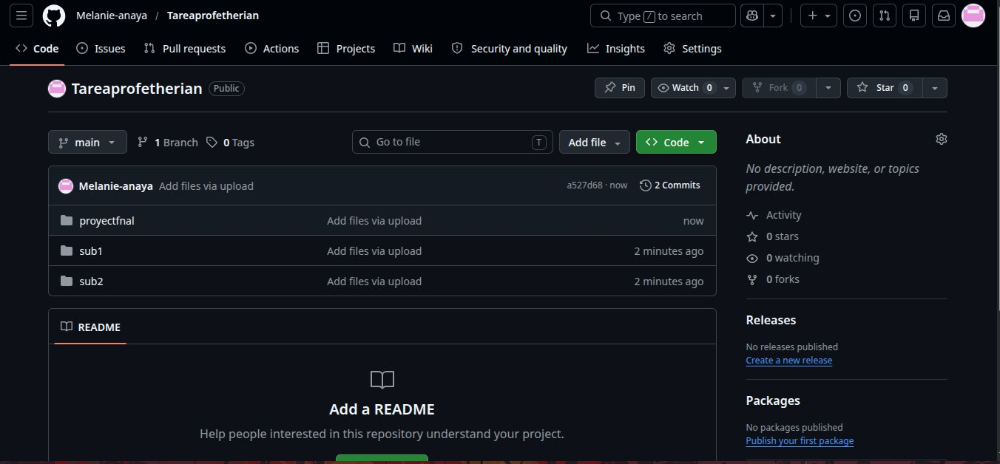 Melanie-anaya / Tareaprofetherian Type / to search
Code Issues Pull requests Actions Projects Wiki Security and quality Insights Settings
Tareaprofetherian Public Pin Watch 0 Fork 0 Star 0
main 1 Branch 0 Tags Go to file T Add file Code
Melanie-anaya Add files via upload a527d68 · now 2 Commits
proyectfnal Add files via upload now
sub1 Add files via upload 2 minutes ago
sub2 Add files via upload 2 minutes ago
README
Add a README
Help people interested in this repository understand your project.
About
No description, website, or topics
provided.
Activity
0 stars
0 watching
0 forks
Releases
No releases published
Create a new release
Packages
No packages published
Publish your first package